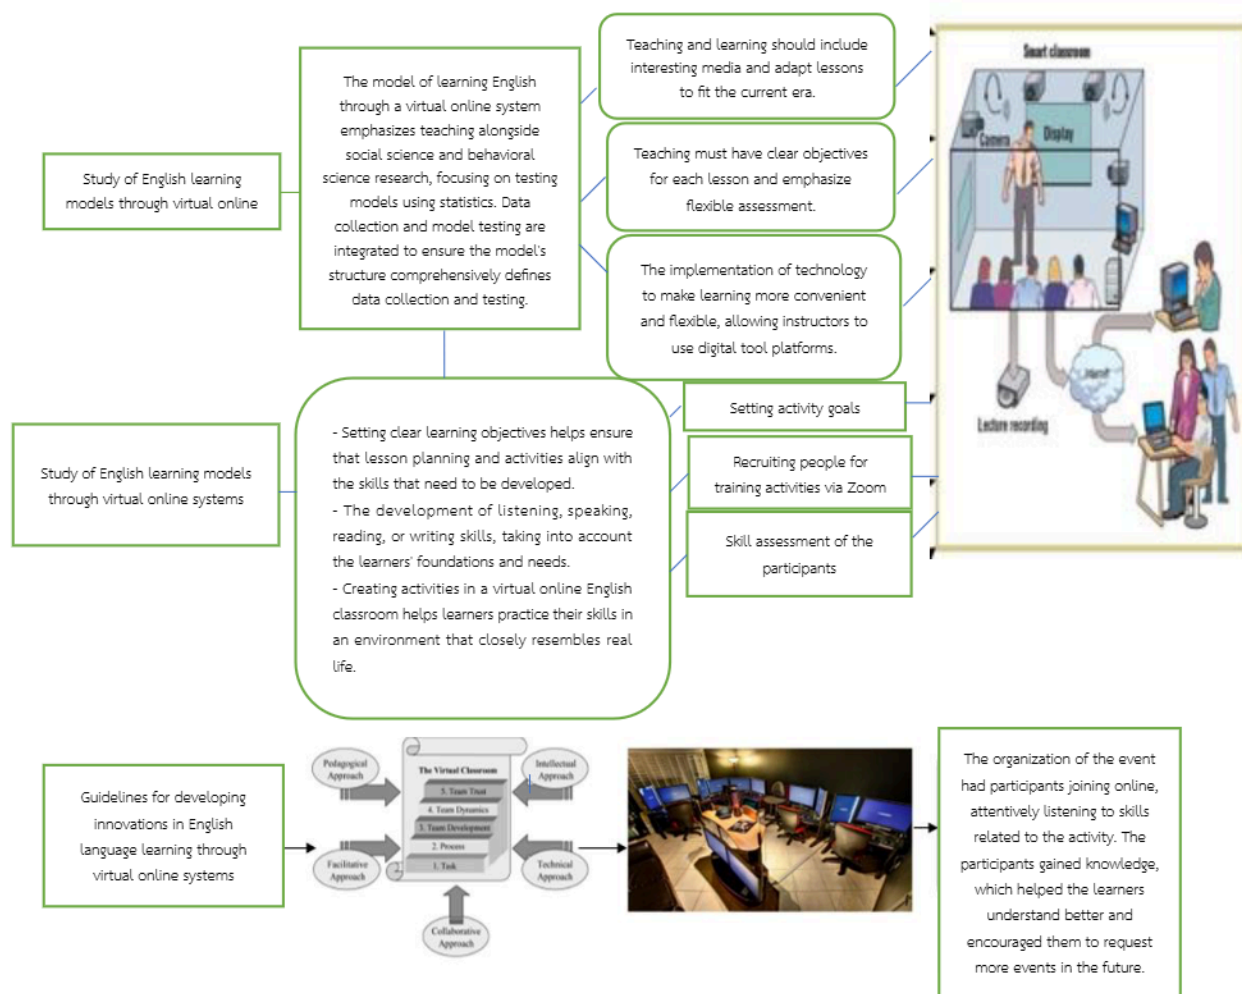 Study of English learning
models through virtual online
The model of learning English
through a virtual online system
emphasizes teaching alongside
social science and behavioral
science research, focusing on testing
models using statistics. Data
collection and model testing are
integrated to ensure the model's
structure comprehensively defines
data collection and testing.
Teaching and learning should include
interesting media and adapt lessons
to fit the current era.
Teaching must have clear objectives
for each lesson and emphasize
flexible assessment.
The implementation of technology
to make learning more convenient
and flexible, allowing instructors to
use digital tool platforms.
Smart classroom
Camera
Display
Internet
Lecture recording
Study of English learning models
through virtual online systems
- Setting clear learning objectives helps ensure
that lesson planning and activities align with
the skills that need to be developed.
- The development of listening, speaking,
reading, or writing skills, taking into account
the learners' foundations and needs.
- Creating activities in a virtual online English
classroom helps learners practice their skills in
an environment that closely resembles real
life.
Setting activity goals
Recruiting people for
training activities via Zoom
Skill assessment of the
participants
Guidelines for developing
innovations in English
language learning through
virtual online systems
Pedagogical
Approach
The Virtual Classroom
Intellectual
Approach
5. Team Trust
4. Team Dynamics
3. Team Development
2. Process
1. Task
Facilitative
Approach
Technical
Approach
Collaborative
Approach
The organization of the event
had participants joining online,
attentively listening to skills
related to the activity. The
participants gained knowledge,
which helped the learners
understand better and
encouraged them to request
more events in the future.